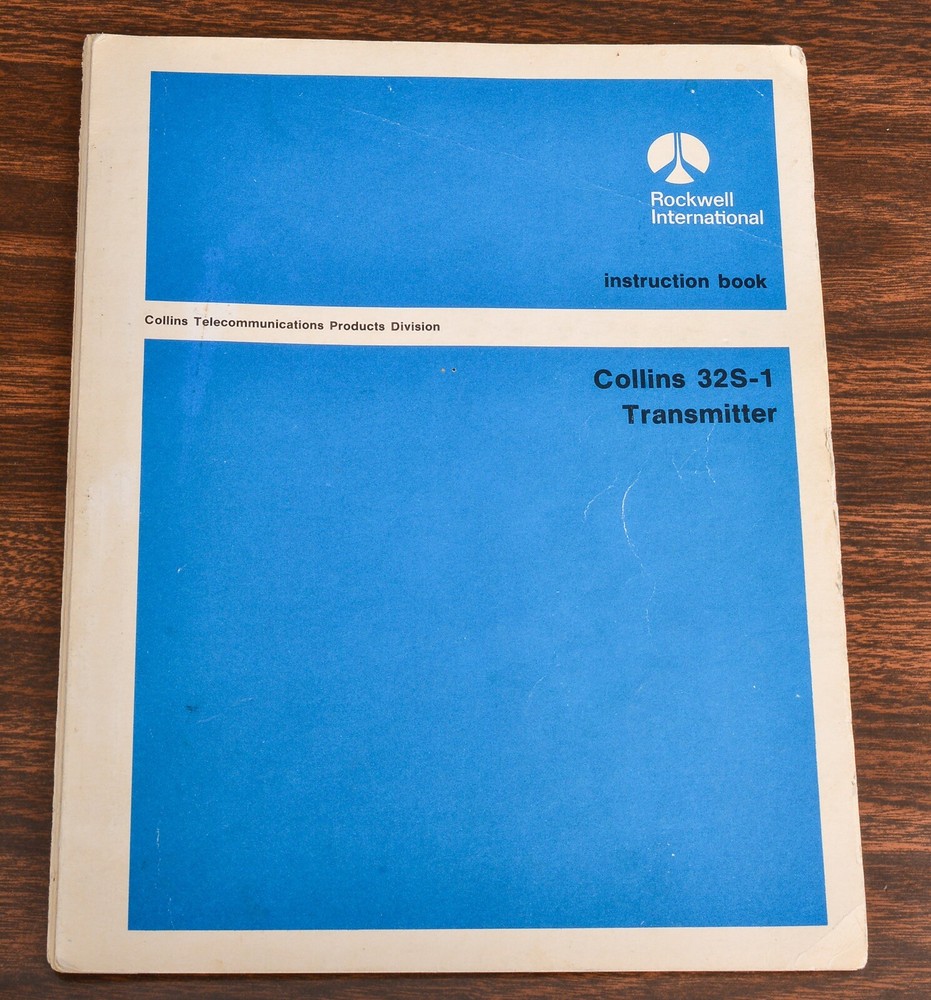 Rockwell
International
instruction book
Collins Telecommunications Products Division
Collins 32S-1
Transmitter